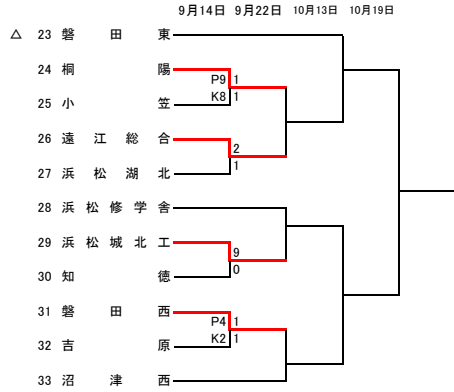 9月14日 9月22日 10月13日 10月19日
△ 23 磐田東
24 桐陽
P9 1
K8 1
25 小笠
26 遠江総合
2
1
27 浜松湖北
28 浜松修学舎
29 浜松城北工
9
0
30 知徳
31 磐田西
P4 1
K2 1
32 吉原
33 沼津西